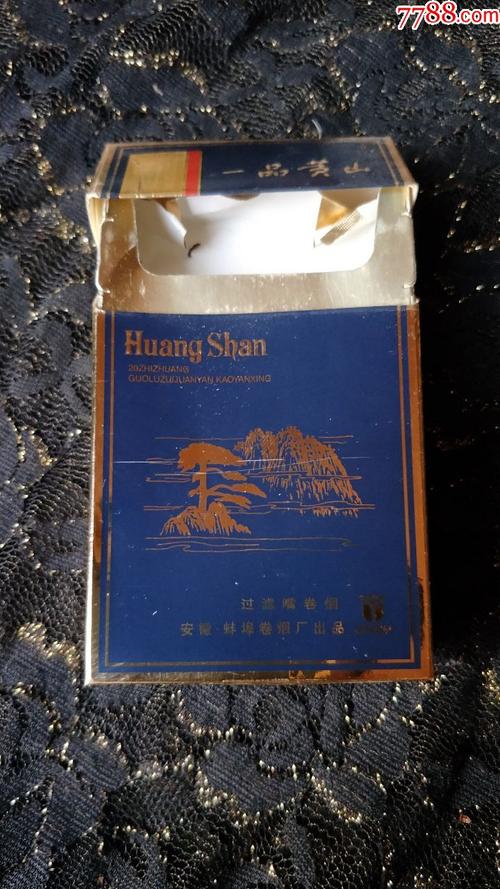 7788.com
一品黄山
Huang Shan
20ZHIZHUANG
GUOLUZUIJUANYAN KAOYANXING
过滤嘴卷烟
安徽·蚌埠卷烟厂出品